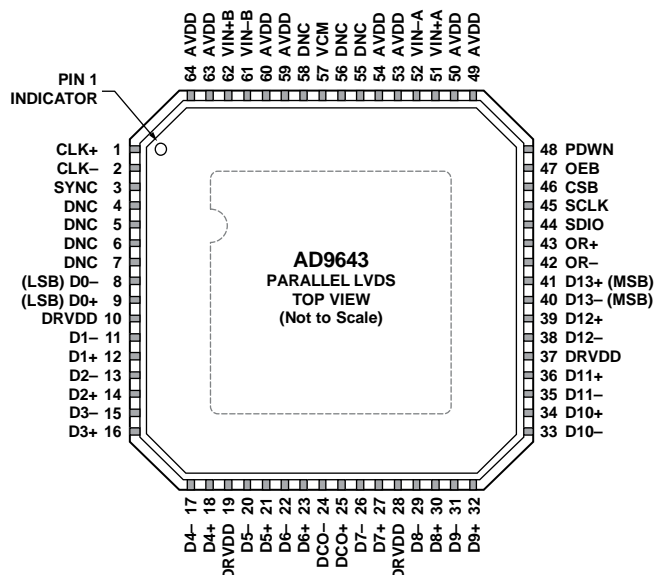 64 AVDD
63 AVDD
62 VIN+B
61 VIN–B
60 AVDD
59 AVDD
58 DNC
57 VCM
56 DNC
55 DNC
54 AVDD
53 AVDD
52 VIN–A
51 VIN+A
50 AVDD
49 AVDD
PIN 1
INDICATOR
CLK+ 1
CLK– 2
SYNC 3
DNC 4
DNC 5
DNC 6
DNC 7
(LSB) D0– 8
(LSB) D0+ 9
DRVDD 10
D1– 11
D1+ 12
D2– 13
D2+ 14
D3– 15
D3+ 16
AD9643
PARALLEL LVDS
TOP VIEW
(Not to Scale)
48 PDWN
47 OEB
46 CSB
45 SCLK
44 SDIO
43 OR+
42 OR–
41 D13+ (MSB)
40 D13– (MSB)
39 D12+
38 D12–
37 DRVDD
36 D11+
35 D11–
34 D10+
33 D10–
D4– 17
D4+ 18
DRVDD 19
D5– 20
D5+ 21
D6– 22
D6+ 23
DCO– 24
DCO+ 25
D7– 26
D7+ 27
DRVDD 28
D8– 29
D8+ 30
D9– 31
D9+ 32